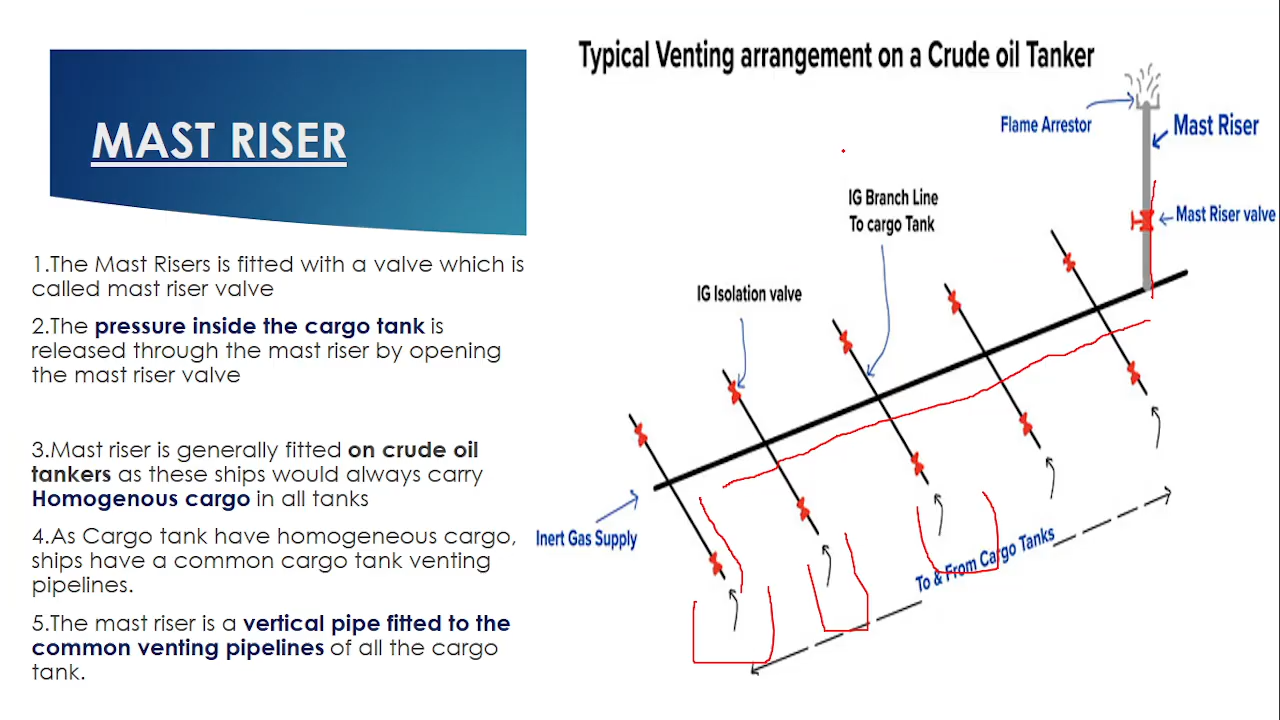 MAST RISER
1.The Mast Risers is fitted with a valve which is
called mast riser valve
2.The pressure inside the cargo tank is
released through the mast riser by opening
the mast riser valve
3.Mast riser is generally fitted on crude oil
tankers as these ships would always carry
Homogenous cargo in all tanks
4.As Cargo tank have homogeneous cargo,
ships have a common cargo tank venting
pipelines.
5.The mast riser is a vertical pipe fitted to the
common venting pipelines of all the cargo
tank.
Typical Venting arrangement on a Crude oil Tanker
Flame Arrestor
Mast Riser
Mast Riser valve
IG Branch Line
To cargo Tank
IG Isolation valve
Inert Gas Supply
To & From Cargo Tanks